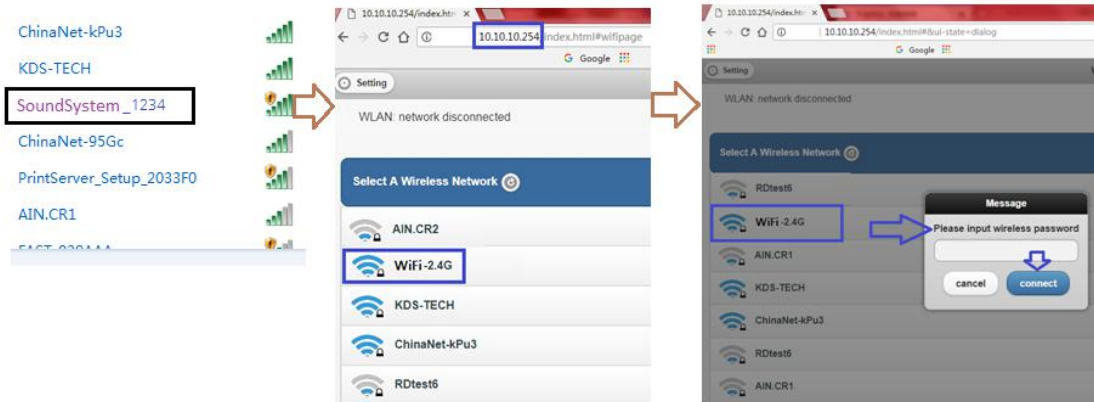 ChinaNet-kPu3
KDS-TECH
SoundSystem_1234
ChinaNet-95Gc
PrintServer_Setup_2033F0
AIN.CR1
10.10.10.254/index.htr
10.10.10.254/index.html#wifipage
Google
Setting
WLAN: network disconnected
Select A Wireless Network
AIN.CR2
WiFi-2.4G
KDS-TECH
ChinaNet-kPu3
RDtest6
10.10.10.254/index.ht
10.10.10.254/index.html#&ui-state=dialog
Google
Setting
WLAN: network disconnected
Select A Wireless Network
RDtest6
WiFi-2.4G
AIN.CR1
KDS-TECH
ChinaNet-kPu3
RDtest6
AIN.CR1
Message
Please input wireless password
cancel
connect